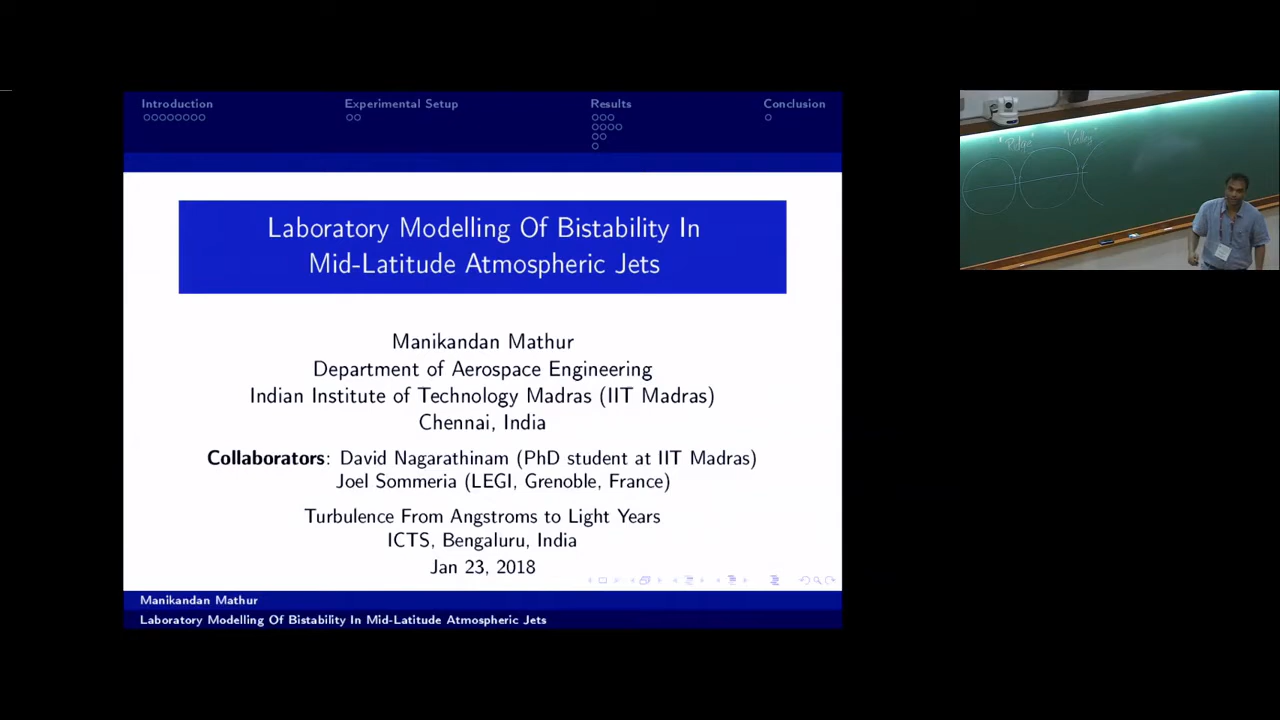 Introduction
Experimental Setup
Results
Conclusion
Laboratory Modelling Of Bistability In
Mid-Latitude Atmospheric Jets
Manikandan Mathur
Department of Aerospace Engineering
Indian Institute of Technology Madras (IIT Madras)
Chennai, India
Collaborators: David Nagarathinam (PhD student at IIT Madras)
Joel Sommeria (LEGI, Grenoble, France)
Turbulence From Angstroms to Light Years
ICTS, Bengaluru, India
Jan 23, 2018
Manikandan Mathur
Laboratory Modelling Of Bistability In Mid-Latitude Atmospheric Jets
"Valley"